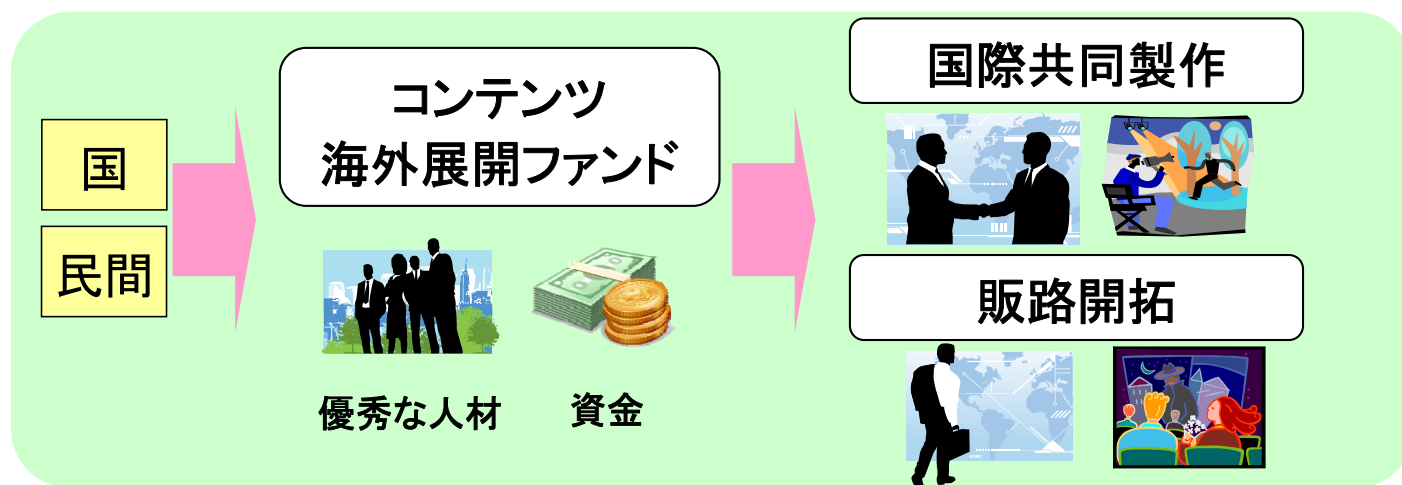 国
民間
コンテンツ
海外展開ファンド
優秀な人材
資金
国際共同製作
販路開拓